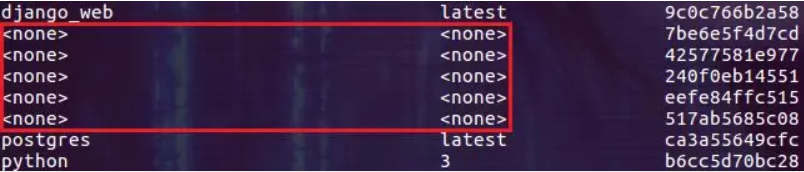 django_web latest 9c0c766b2a58
<none> <none> 7be6e5f4d7cd
<none> <none> 42577581e977
<none> <none> 240f0eb14551
<none> <none> eefe84ffc515
<none> <none> 517ab5685c08
postgres latest ca3a55649cfc
python 3 b6cc5d70bc28